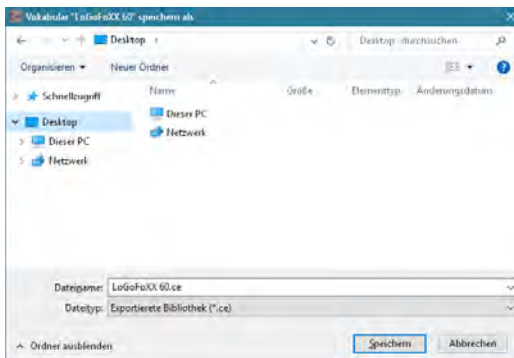 Vokabular "LoGoFoXX 60" speichern als
Desktop
Desktop durchsuchen
Organisieren
Neuer Ordner
Name
Größe
Elementtyp
Änderungsdatum
Schnellzugriff
Desktop
Dieser PC
Netzwerk
Dieser PC
Netzwerk
Dateiname: LoGoFoXX 60.ce
Dateityp: Exportierete Bibliothek (*.ce)
Ordner ausblenden
Speichern
Abbrechen